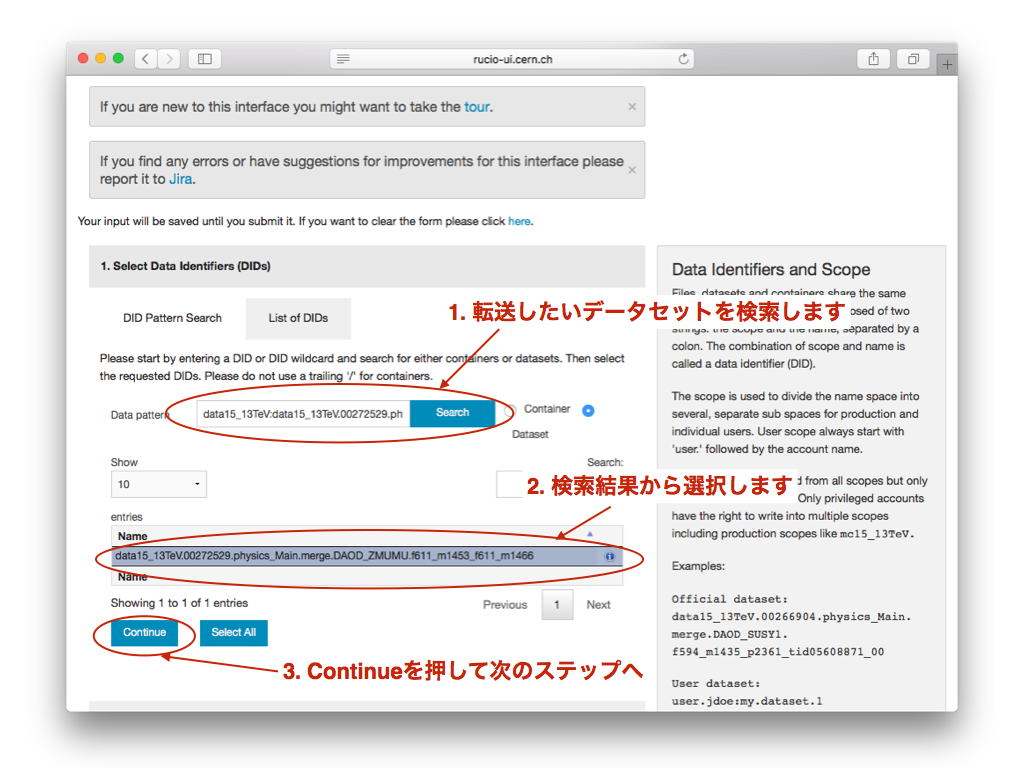 rucio-ui.cern.ch
If you are new to this interface you might want to take the tour.
×
If you find any errors or have suggestions for improvements for this interface please
report it to Jira.
×
Your input will be saved until you submit it. If you want to clear the form please click here.
1. Select Data Identifiers (DIDs)
DID Pattern Search
List of DIDs
1. 転送したいデータセットを検索します
Please start by entering a DID or DID wildcard and search for either containers or datasets. Then select
the requested DIDs. Please do not use a trailing '/' for containers.
Data pattern
data15_13TeV:data15_13TeV.00272529.ph
Search
Container
Dataset
Show
Search:
10
2. 検索結果から選択します
entries
Name
data15_13TeV.00272529.physics_Main.merge.DAOD_ZMUMU.f611_m1453_f611_m1466
Name
Showing 1 to 1 of 1 entries
Previous
1
Next
Continue
Select All
3. Continueを押して次のステップへ
Data Identifiers and Scope
Files, datasets and containers share the same
osed of two
strings: the scope and the name, separated by a
colon. The combination of scope and name is
called a data identifier (DID).
The scope is used to divide the name space into
several, separate sub spaces for production and
individual users. User scope always start with
'user.' followed by the account name.
d from all scopes but only
Only privileged accounts
have the right to write into multiple scopes
including production scopes like mc15_13TeV.
Examples:
Official dataset:
data15_13TeV.00266904.physics_Main.
merge.DAOD_SUSY1.
f594_m1435_p2361_tid05608871_00
User dataset:
user.jdoe:my.dataset.1